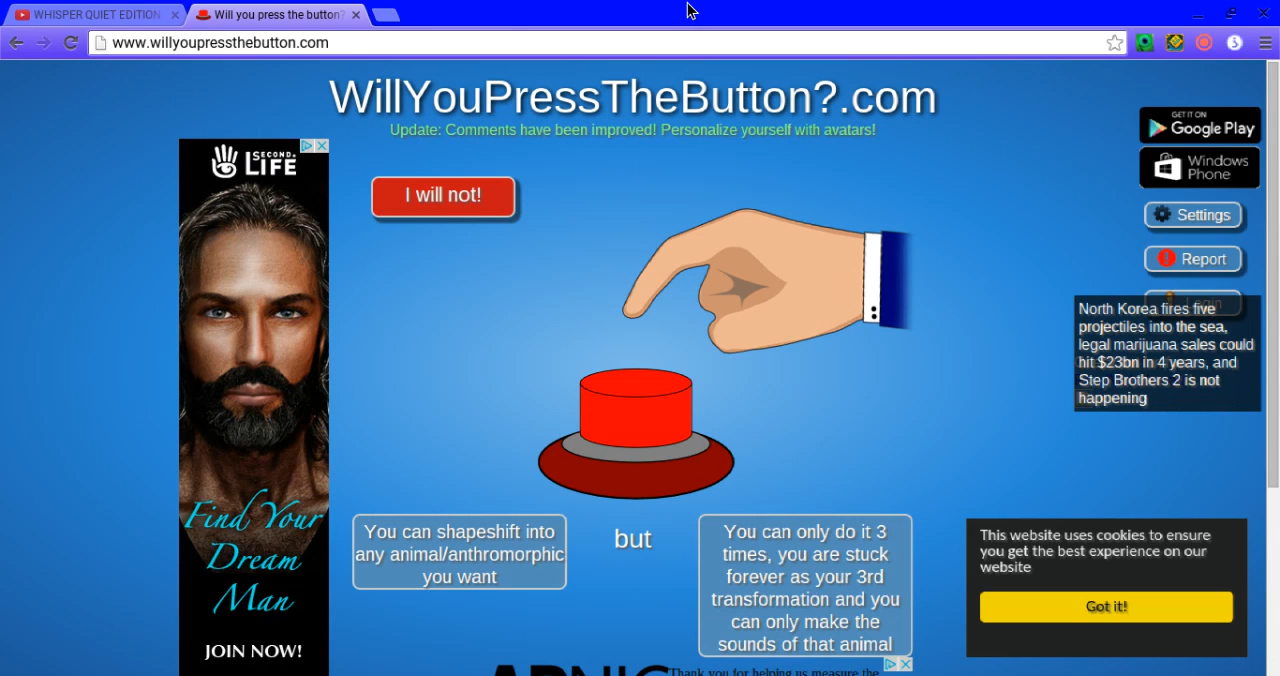 WHISPER QUIET EDITION
Will you press the button?
www.willyoupressthebutton.com
WillYouPressTheButton?.com
Update: Comments have been improved! Personalize yourself with avatars!
SECOND
LIFE
Find Your
Dream
Man
JOIN NOW!
I will not!
GET IT ON
Google Play
Windows
Phone
Settings
Report
Login
North Korea fires five
projectiles into the sea,
legal marijuana sales could
hit $23bn in 4 years, and
Step Brothers 2 is not
happening
You can shapeshift into
any animal/anthromorphic
you want
but
You can only do it 3
times, you are stuck
forever as your 3rd
transformation and you
can only make the
sounds of that animal
This website uses cookies to ensure
you get the best experience on our
website
Got it!
APNIC
Thank you for helping us measure the